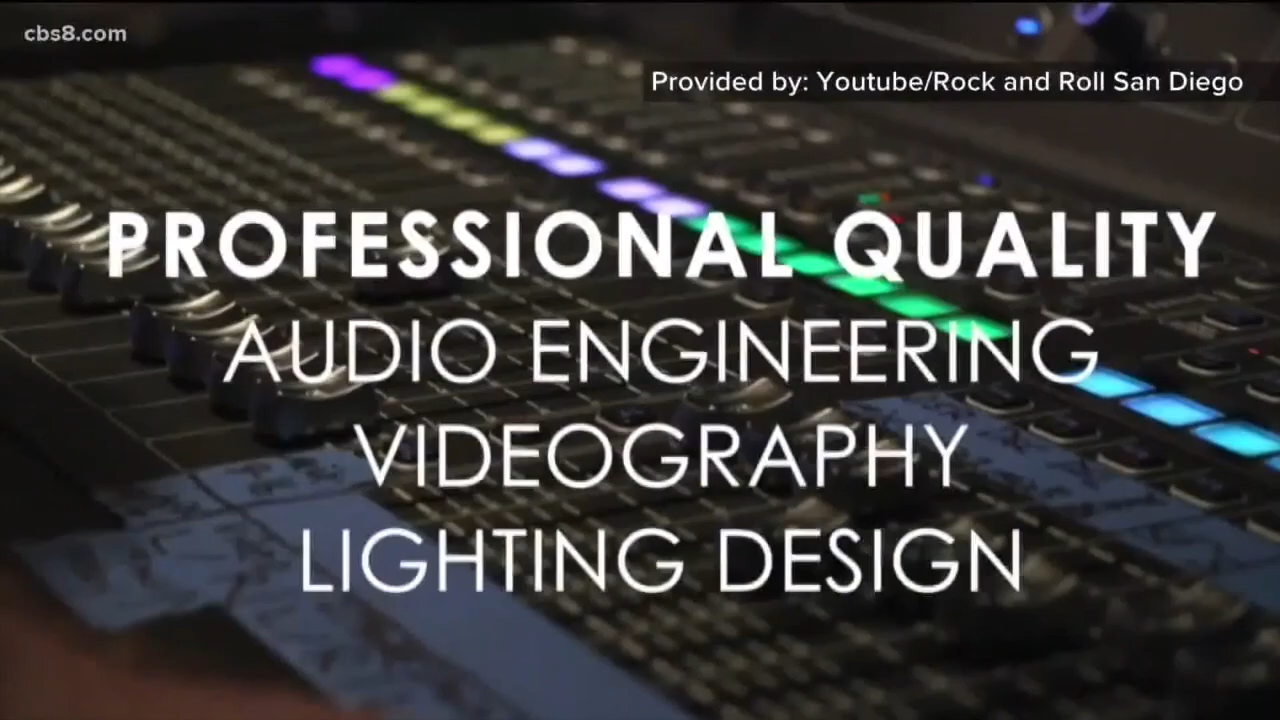 cbs8.com
Provided by: Youtube/Rock and Roll San Diego
PROFESSIONAL QUALITY
AUDIO ENGINEERING
VIDEOGRAPHY
LIGHTING DESIGN